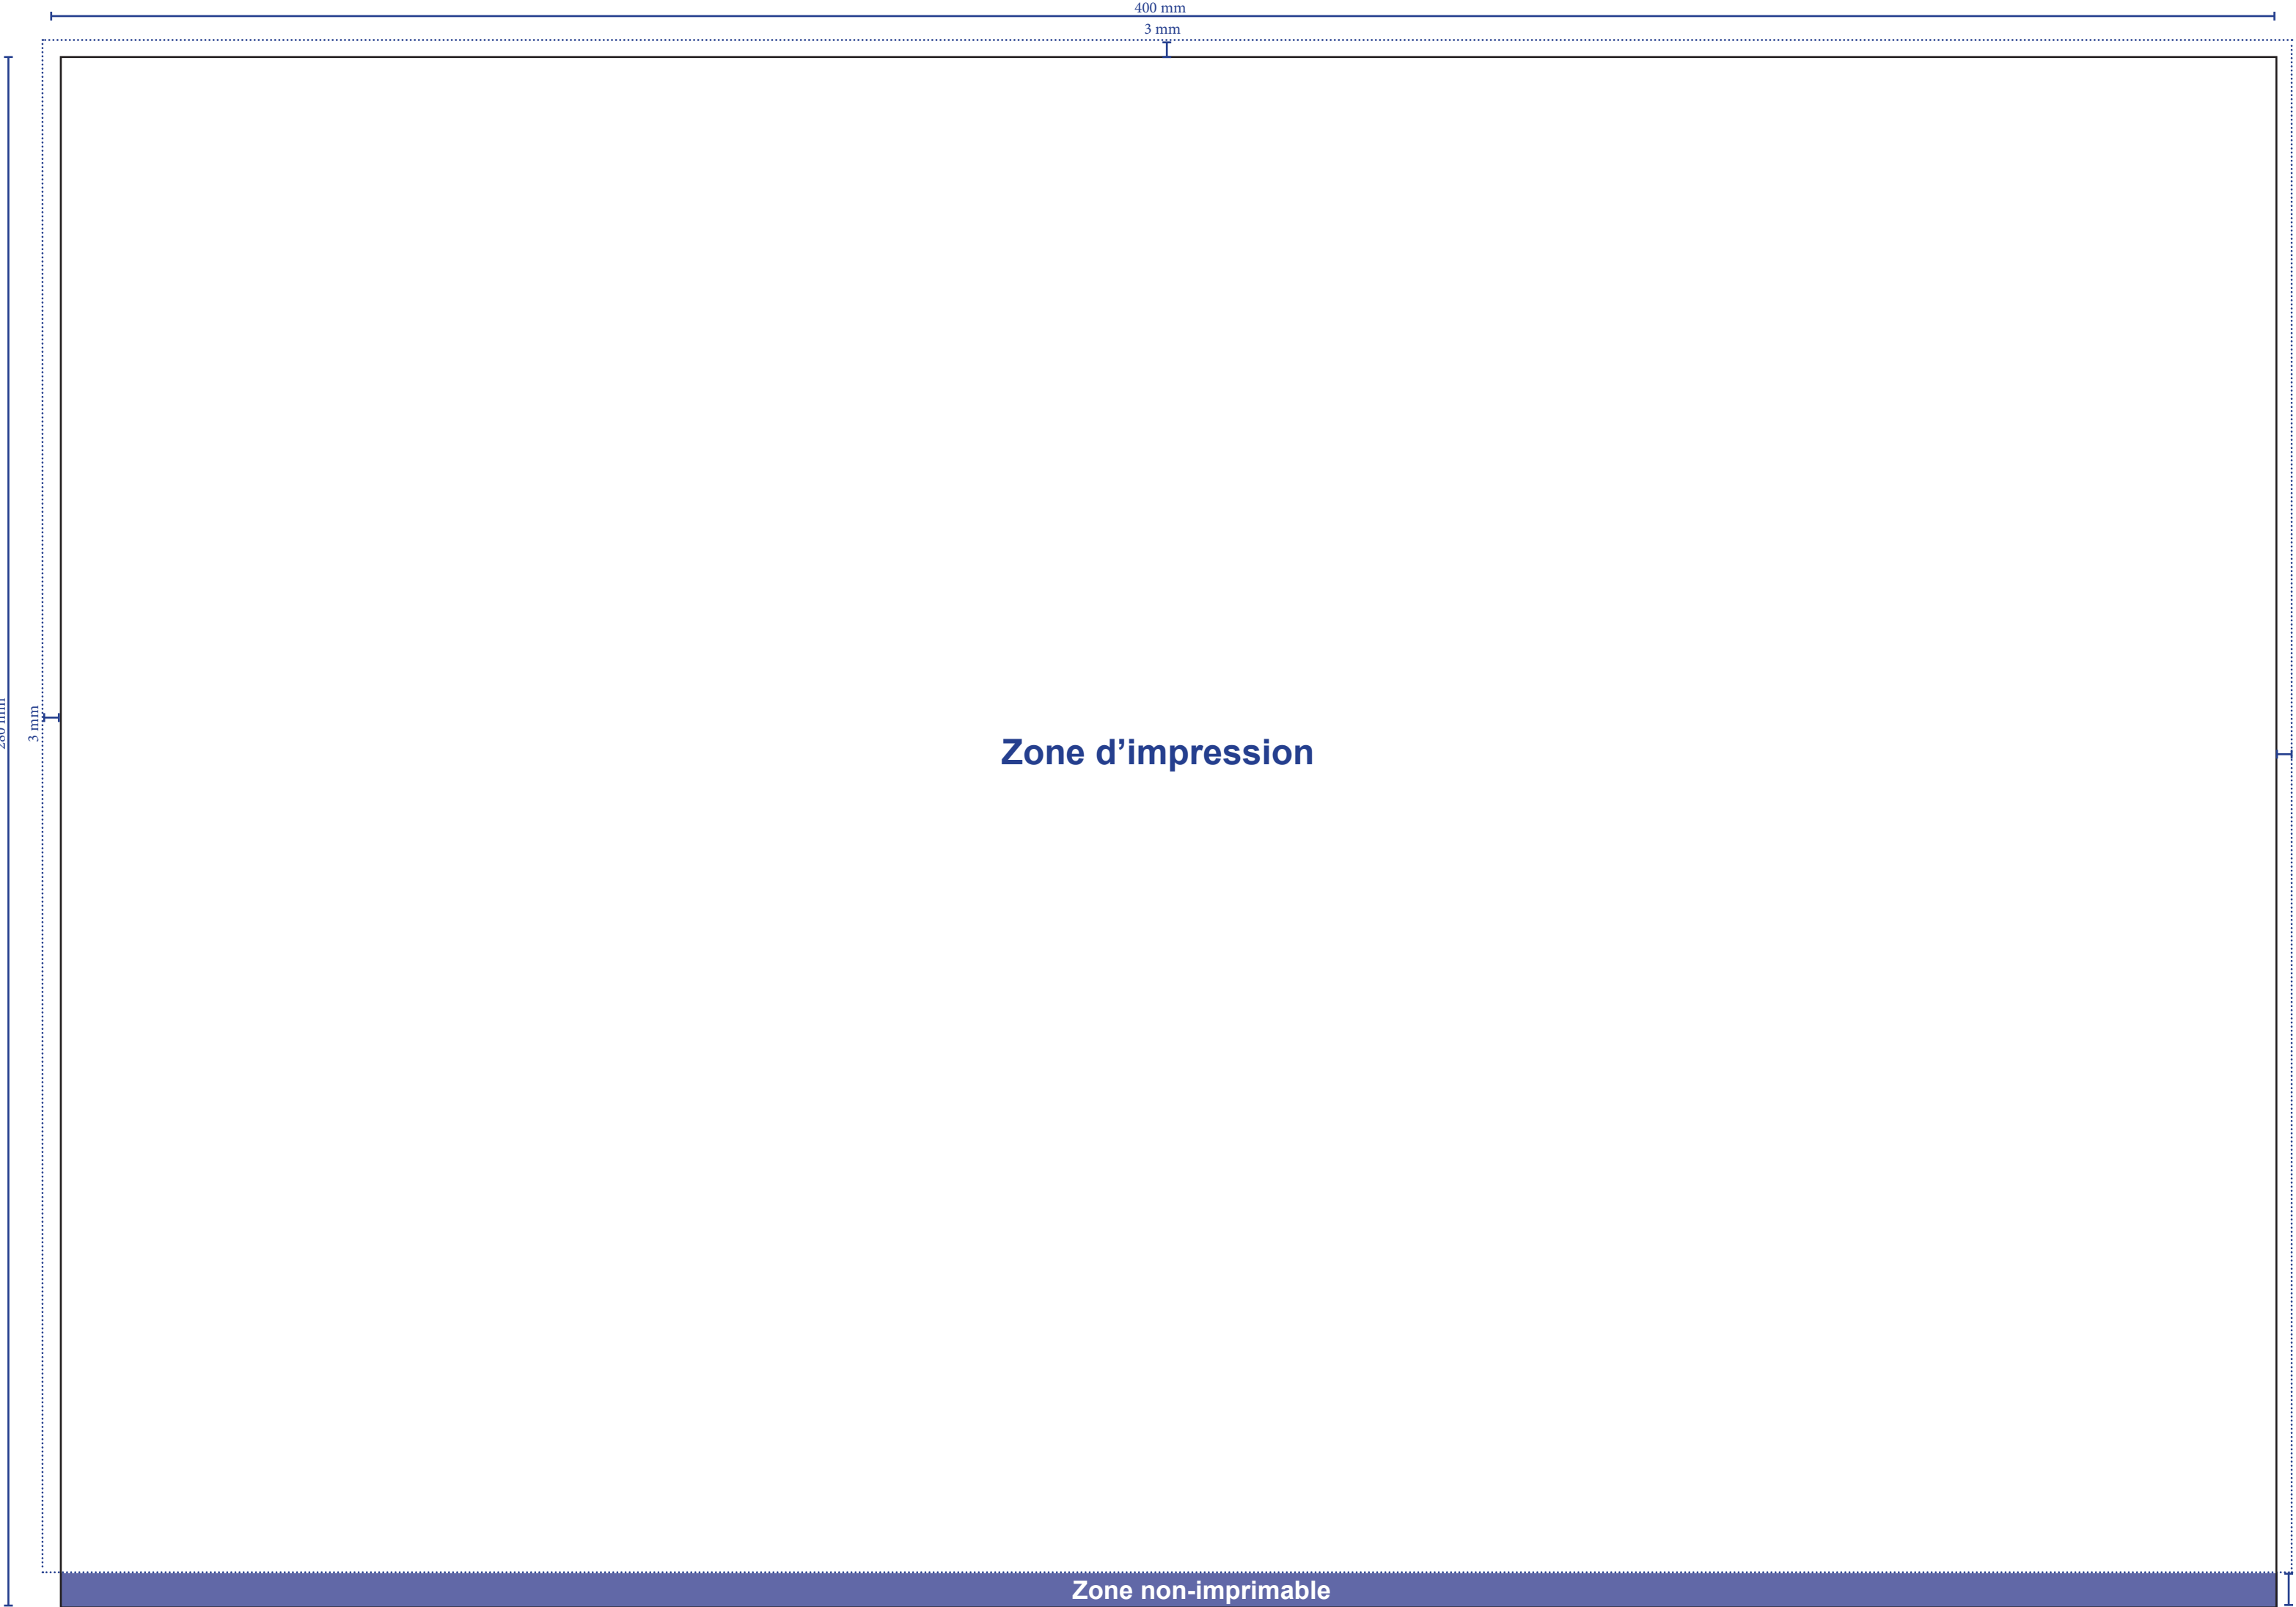 400 mm
3 mm
3 mm
Zone d’impression
Zone non-imprimable